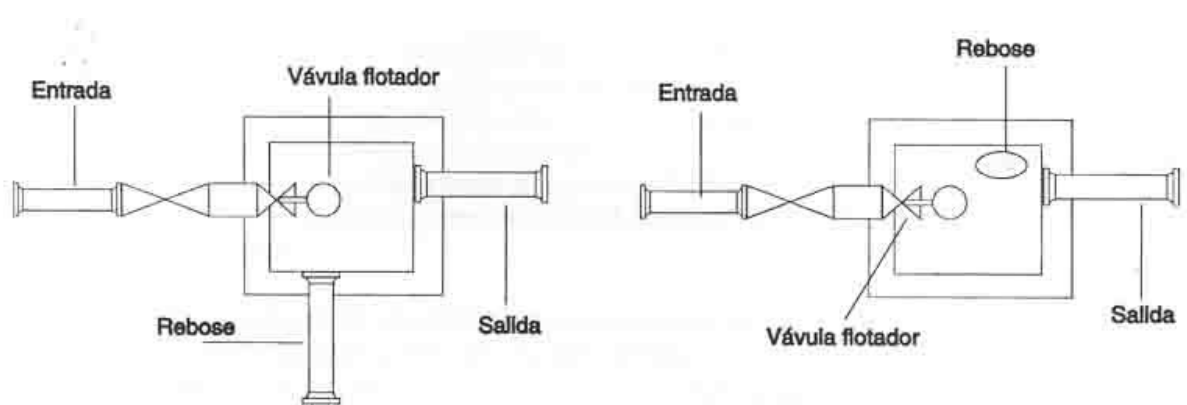 Entrada
Vávula flotador
Rebose
Salida
Rebose
Entrada
Vávula flotador
Salida